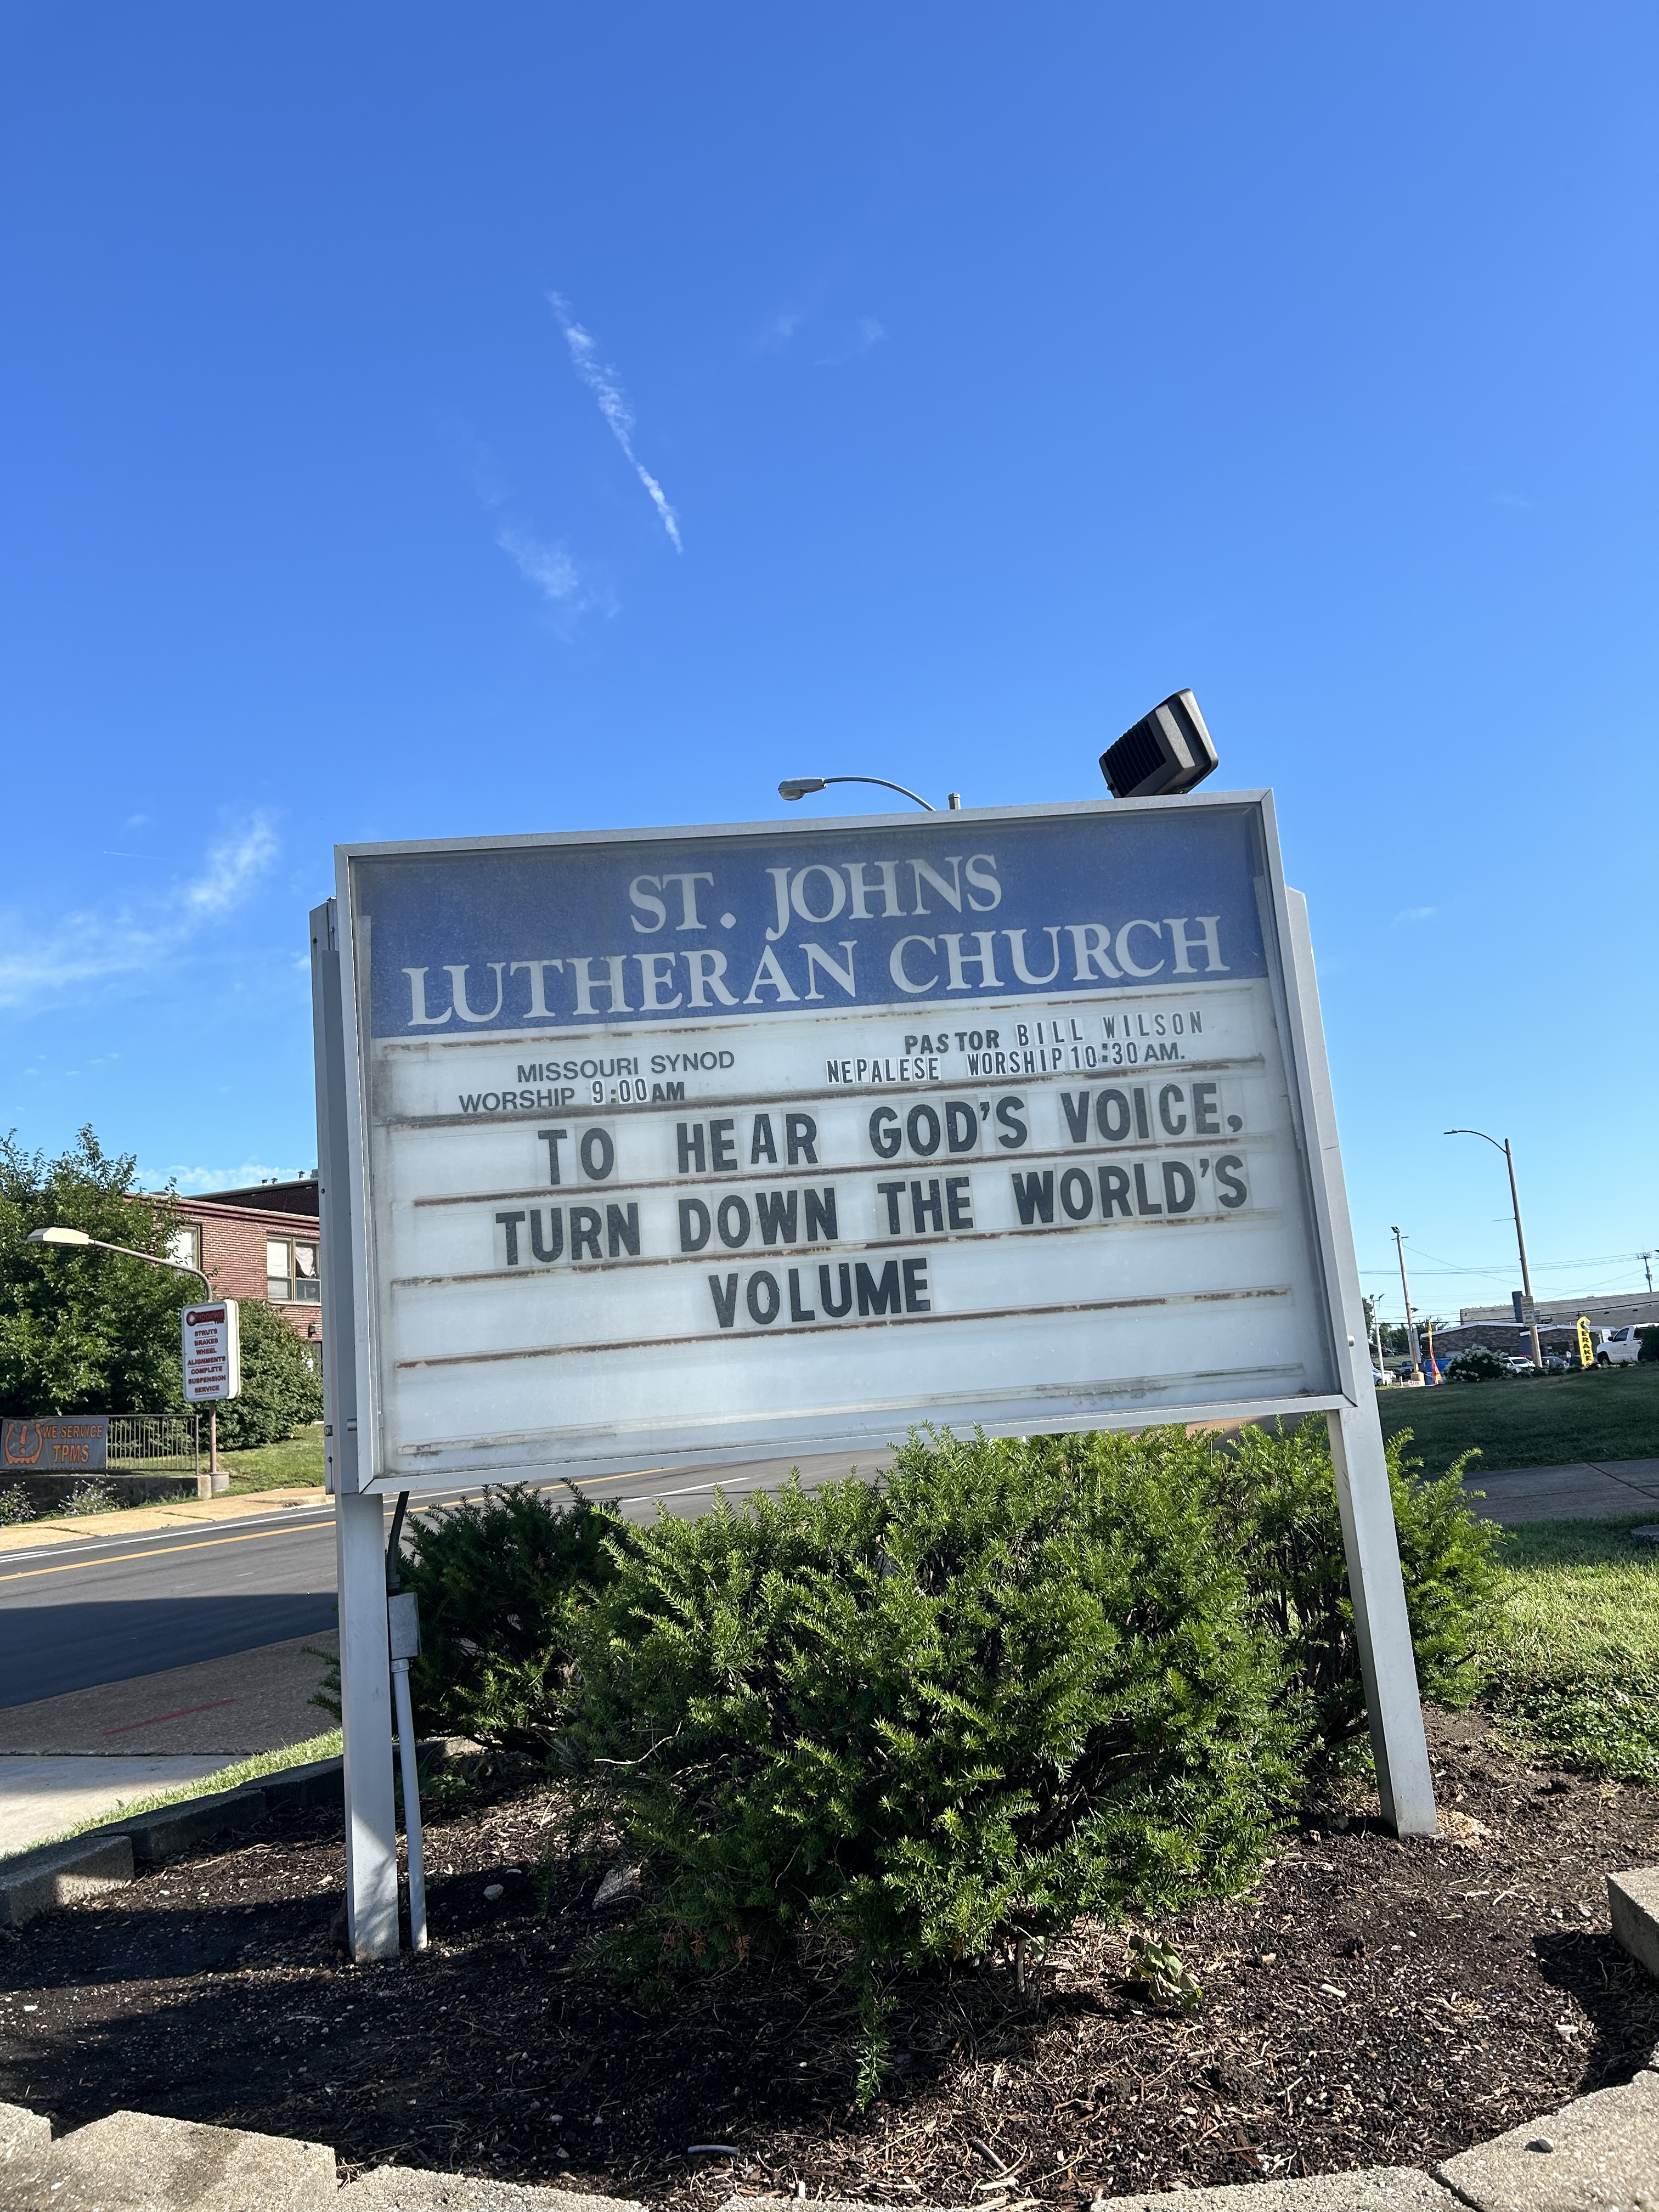 ST. JOHNS
LUTHERAN CHURCH
PASTOR BILL WILSON
MISSOURI SYNOD
NEPALESE WORSHIP 10:30 AM.
WORSHIP 9:00 AM
TO HEAR GOD'S VOICE,
TURN DOWN THE WORLD'S
VOLUME
STRUTS
BRAKES
WHEEL
ALIGNMENTS
COMPLETE
SUSPENSION
SERVICE
WE SERVICE
TPMS
BRAKE